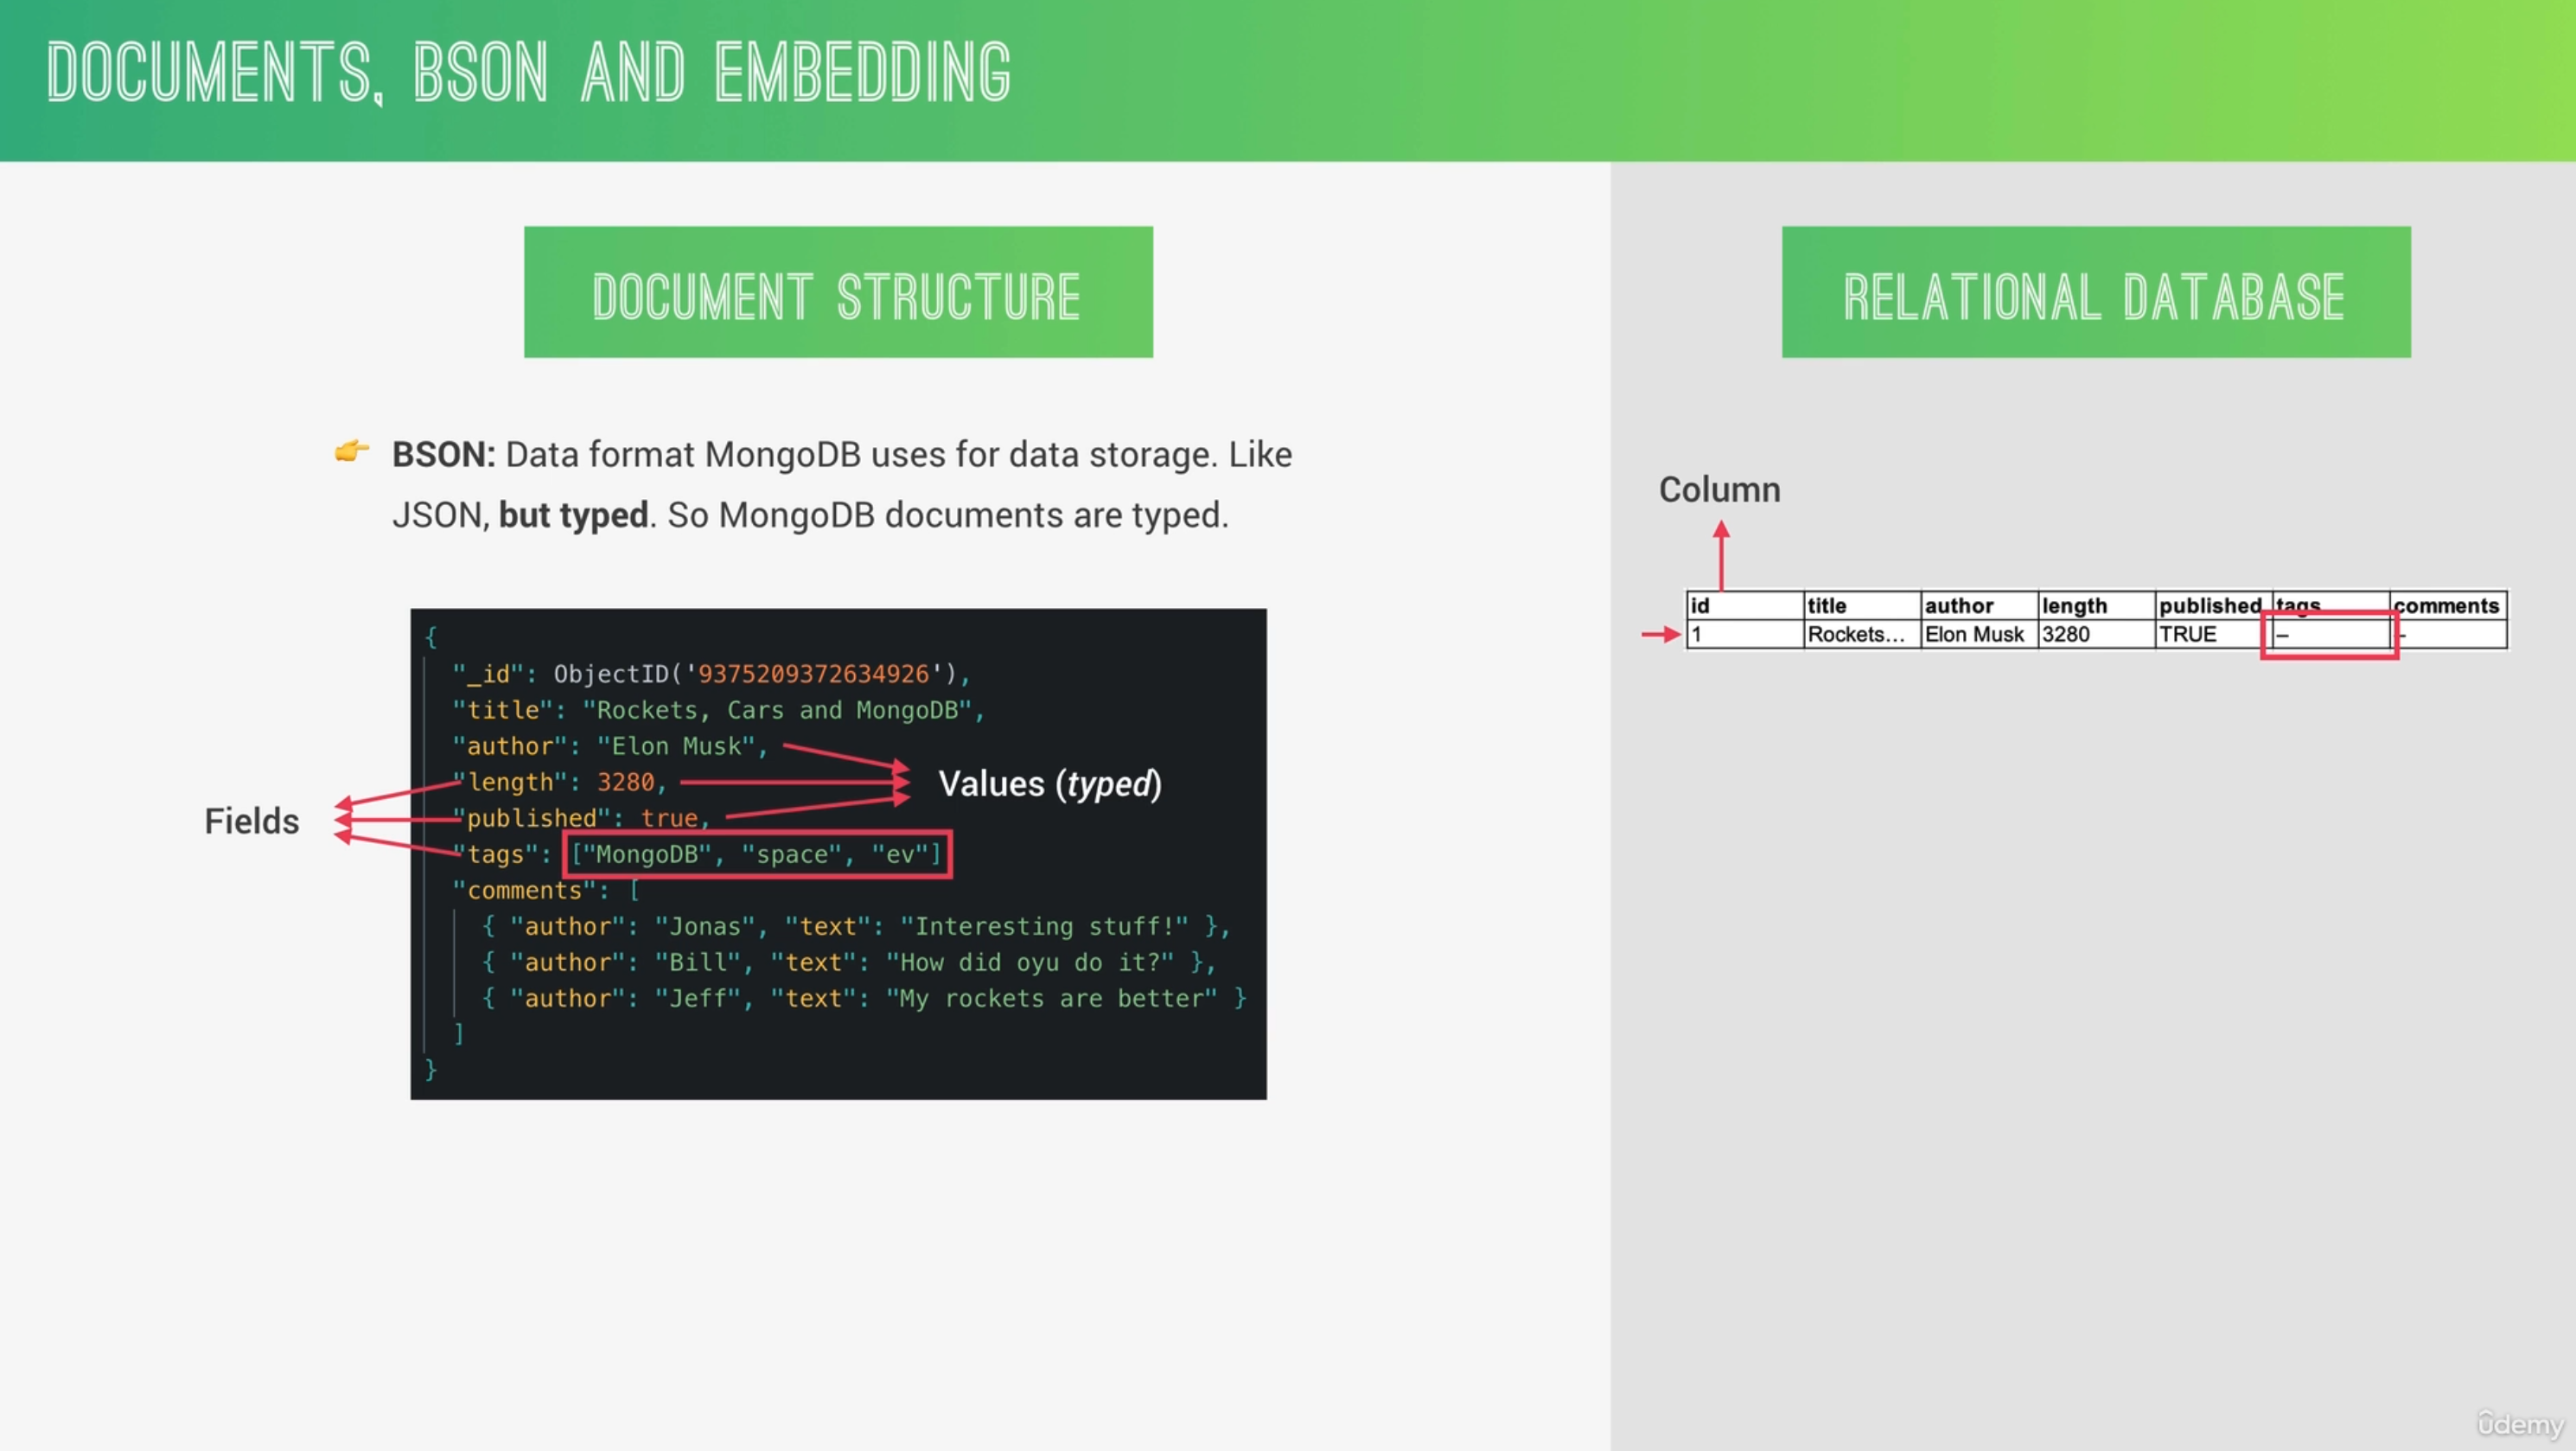 DOCUMENTS, BSON AND EMBEDDING
DOCUMENT STRUCTURE
👉 BSON: Data format MongoDB uses for data storage. Like
JSON, but typed. So MongoDB documents are typed.
{
"_id": ObjectID('9375209372634926'),
"title": "Rockets, Cars and MongoDB",
"author": "Elon Musk",
"length": 3280,
"published": true,
"tags": ["MongoDB", "space", "ev"]
"comments": [
{ "author": "Jonas", "text": "Interesting stuff!" },
{ "author": "Bill", "text": "How did oyu do it?" },
{ "author": "Jeff", "text": "My rockets are better" }
]
}
Fields
Values (typed)
RELATIONAL DATABASE
Column
id title author length published tags comments
1 Rockets... Elon Musk 3280 TRUE – –
ûdemy